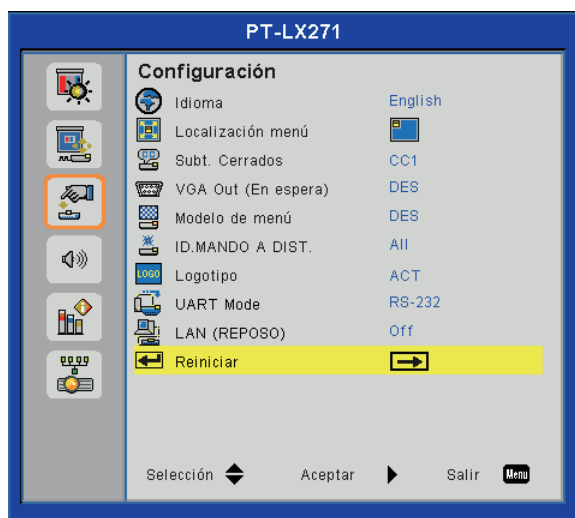 PT-LX271
Configuración
Idioma English
Localización menú
Subt. Cerrados CC1
VGA Out (En espera) DES
Modelo de menú DES
ID.MANDO A DIST. All
LOGO Logotipo ACT
UART Mode RS-232
LAN (REPOSO) Off
Reiniciar
Selección Aceptar Salir Menu